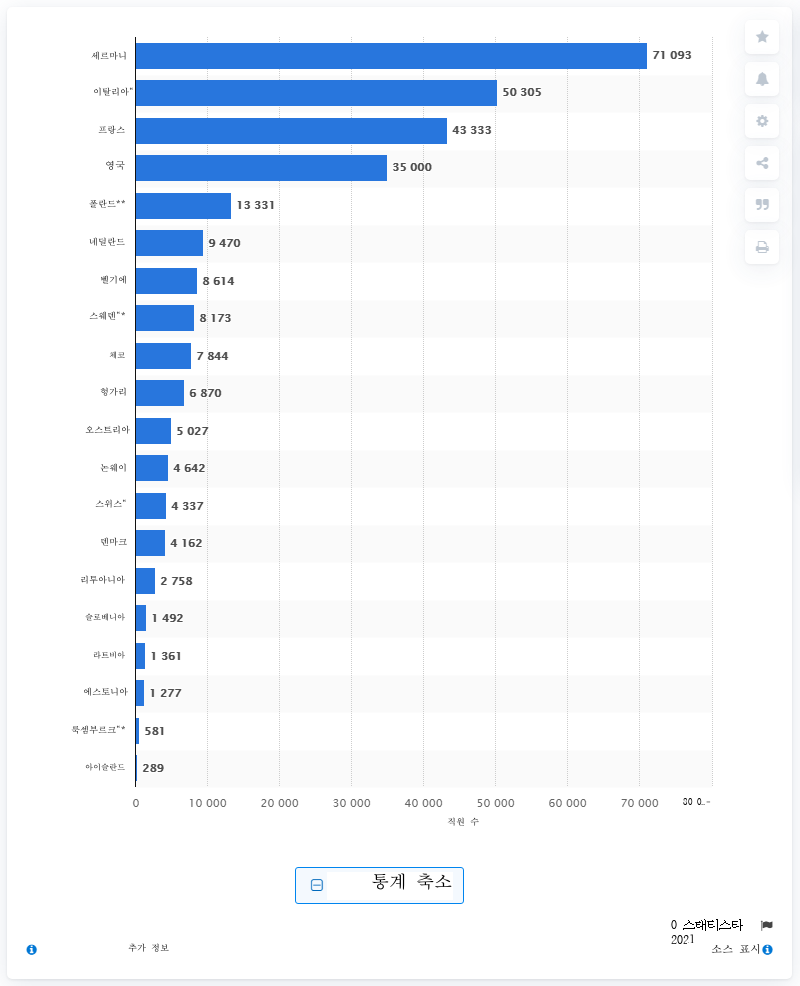 세르마니 71 093
이탈리아" 50 305
프랑스 43 333
영국 35 000
폴란드** 13 331
네덜란드 9 470
벨기에 8 614
스웨덴"* 8 173
체코 7 844
헝가리 6 870
오스트리아 5 027
논웨이 4 642
스위스" 4 337
덴마크 4 162
리투아니아 2 758
슬로베니아 1 492
라트비아 1 361
에스토니아 1 277
룩셈부르크"* 581
아이슬란드 289
0 10 000 20 000 30 000 40 000 50 000 60 000 70 000
직원 수
통계 축소
0 스태티스타
2021
추가 정보
소스 표시